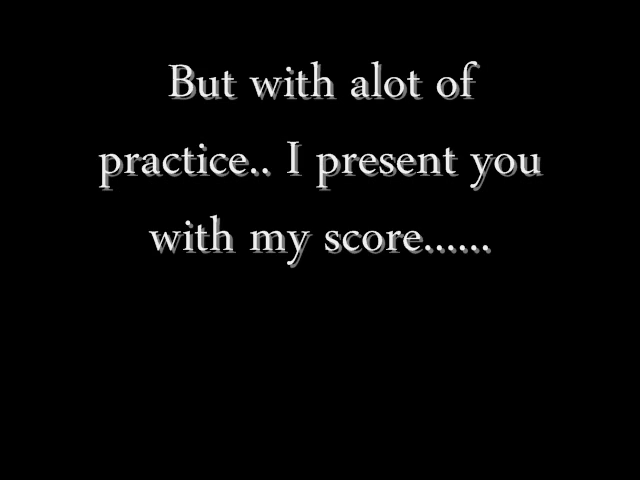 But with alot of
practice.. I present you
with my score......